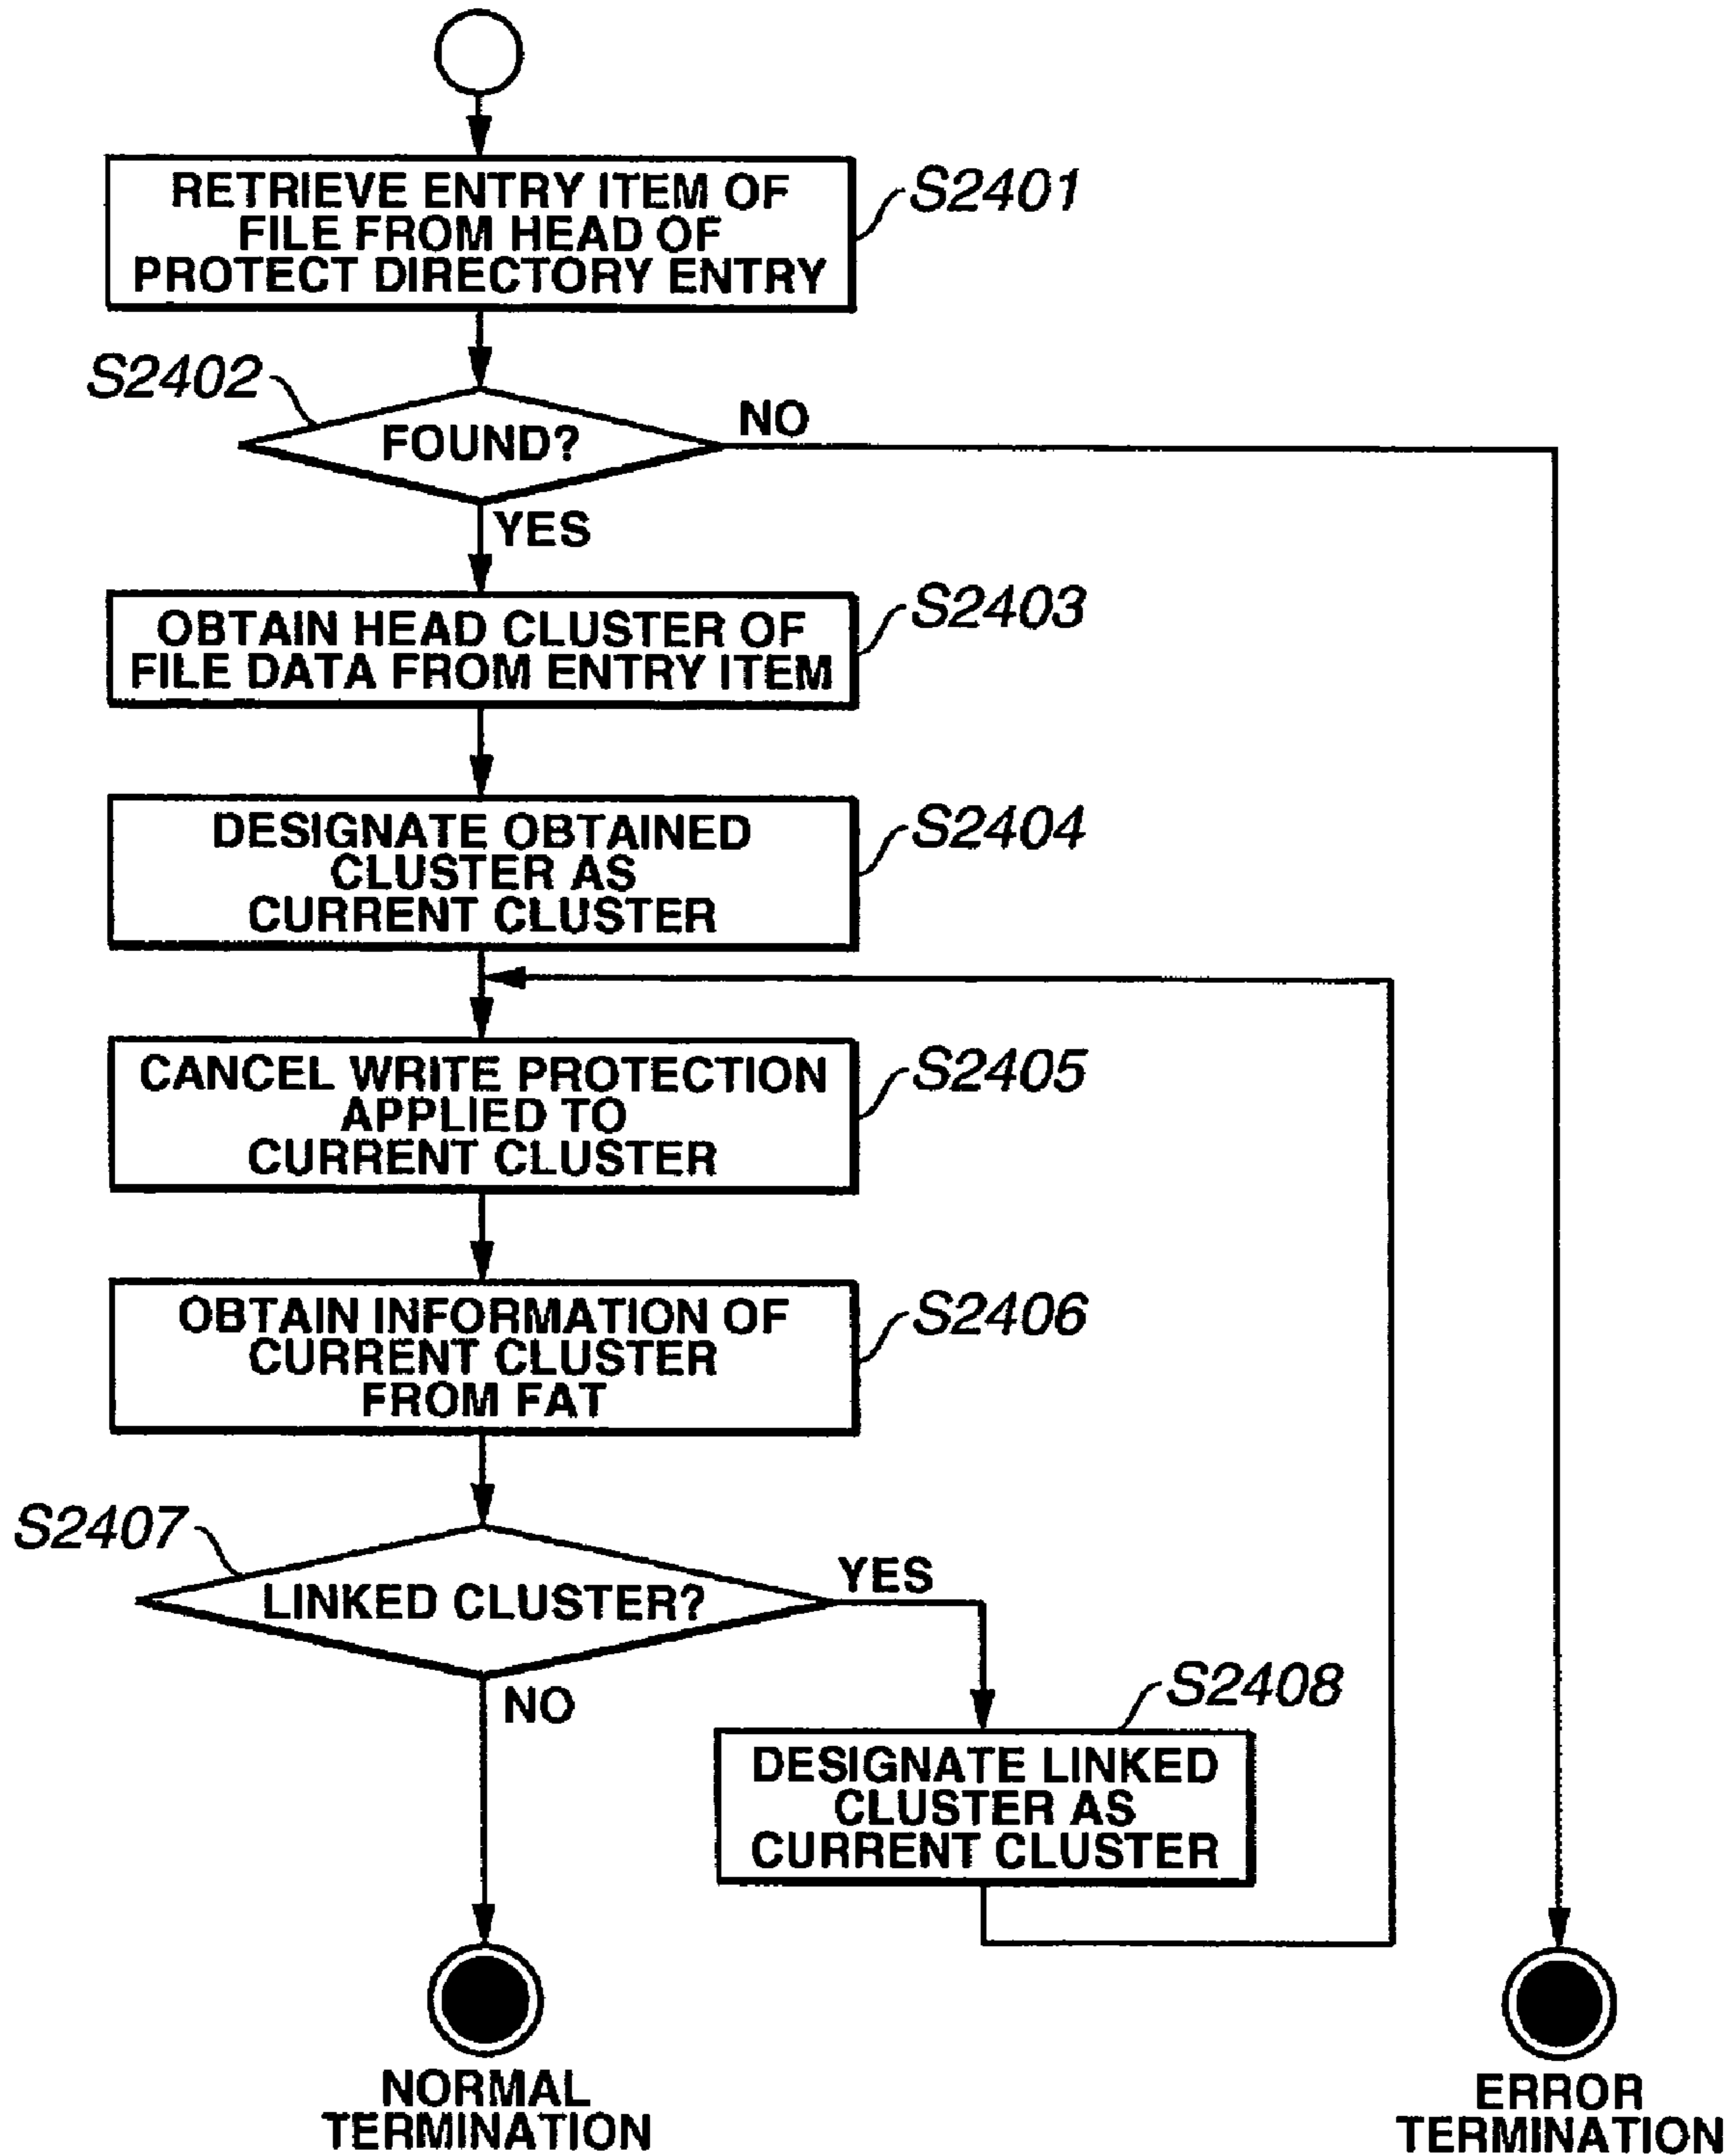 RETRIEVE ENTRY ITEM OF
FILE FROM HEAD OF
PROTECT DIRECTORY ENTRY
S2401
S2402
FOUND?
NO
YES
OBTAIN HEAD CLUSTER OF
FILE DATA FROM ENTRY ITEM
S2403
DESIGNATE OBTAINED
CLUSTER AS
CURRENT CLUSTER
S2404
CANCEL WRITE PROTECTION
APPLIED TO
CURRENT CLUSTER
S2405
OBTAIN INFORMATION OF
CURRENT CLUSTER
FROM FAT
S2406
S2407
LINKED CLUSTER?
YES
NO
S2408
DESIGNATE LINKED
CLUSTER AS
CURRENT CLUSTER
NORMAL
TERMINATION
ERROR
TERMINATION